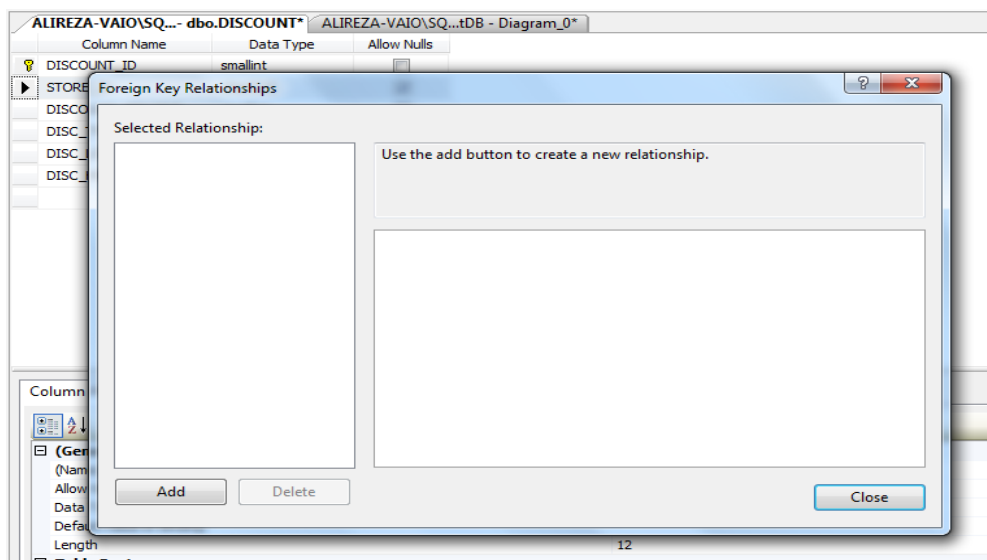 ALIREZA-VAIO\SQ...- dbo.DISCOUNT* ALIREZA-VAIO\SQ...tDB - Diagram_0*
Column Name Data Type Allow Nulls
DISCOUNT_ID smallint
STORE
Foreign Key Relationships
DISCO
Selected Relationship:
DISC_
Use the add button to create a new relationship.
DISC_
DISC_
Column
(Gen
(Nam
Allow
Add Delete
Close
Data
Defau
Length 12